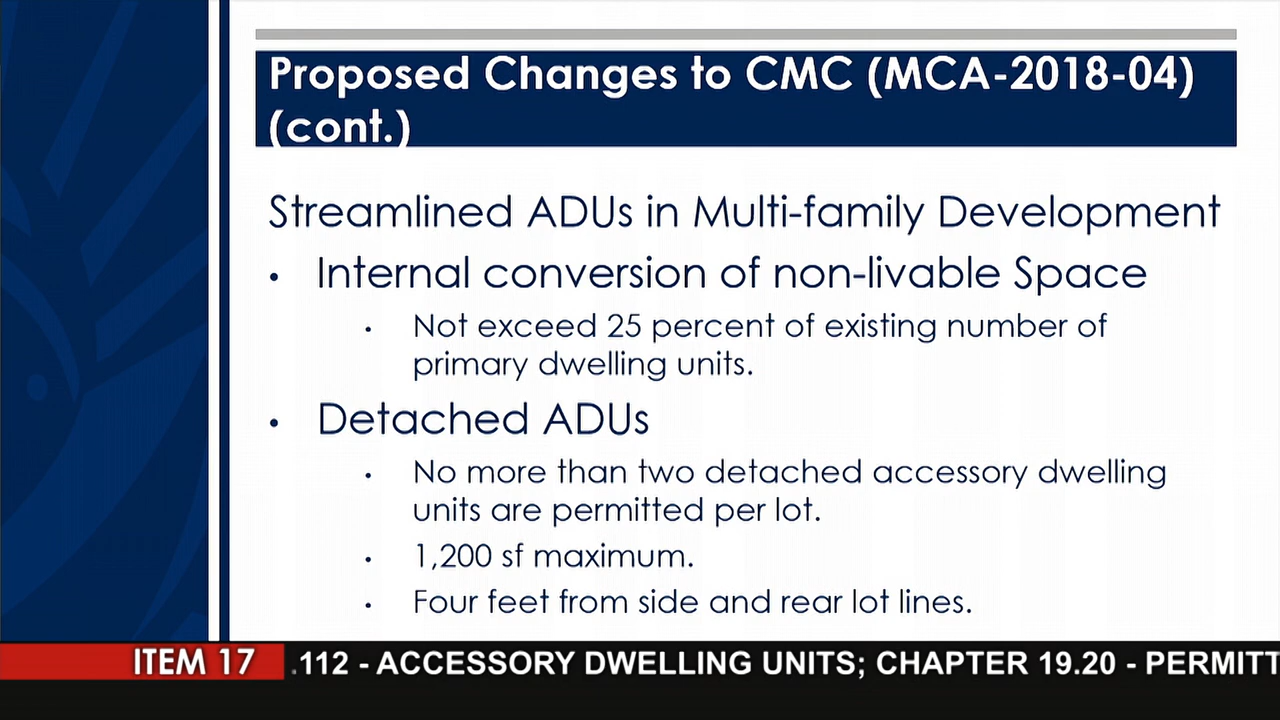 Proposed Changes to CMC (MCA-2018-04)
(cont.)
Streamlined ADUs in Multi-family Development
• Internal conversion of non-livable Space
• Not exceed 25 percent of existing number of
primary dwelling units.
• Detached ADUs
• No more than two detached accessory dwelling
units are permitted per lot.
• 1,200 sf maximum.
• Four feet from side and rear lot lines.
ITEM 17 .112 - ACCESSORY DWELLING UNITS; CHAPTER 19.20 - PERMITT